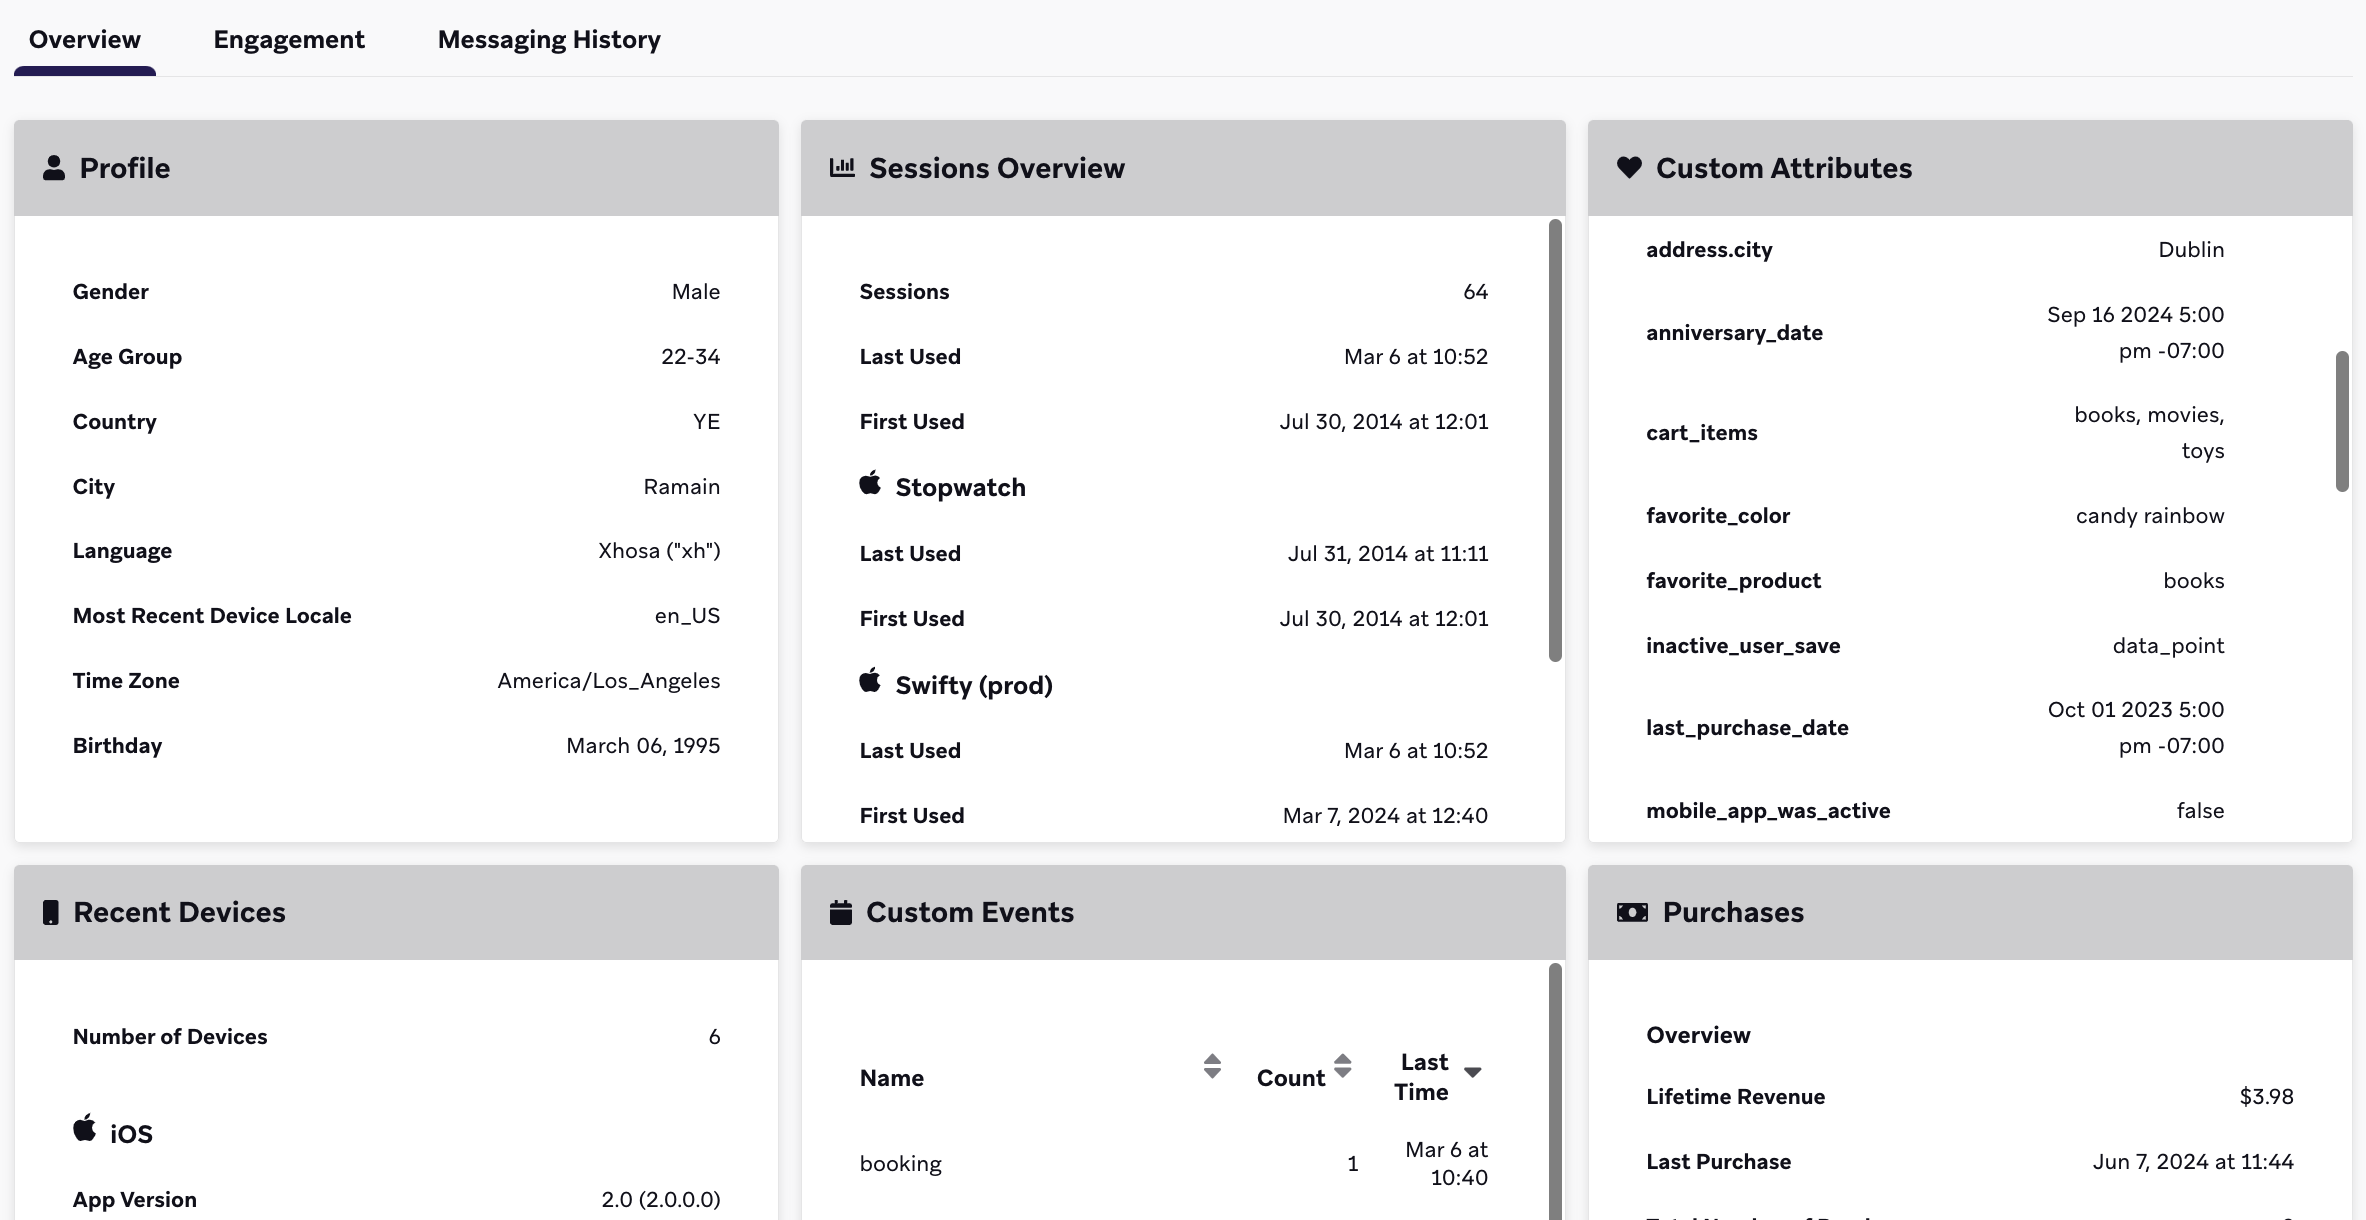 Overview Engagement Messaging History
Profile
Gender Male
Age Group 22-34
Country YE
City Ramain
Language Xhosa ("xh")
Most Recent Device Locale en_US
Time Zone America/Los_Angeles
Birthday March 06, 1995
Sessions Overview
Sessions 64
Last Used Mar 6 at 10:52
First Used Jul 30, 2014 at 12:01
Stopwatch
Last Used Jul 31, 2014 at 11:11
First Used Jul 30, 2014 at 12:01
Swifty (prod)
Last Used Mar 6 at 10:52
First Used Mar 7, 2024 at 12:40
Custom Attributes
address.city Dublin
anniversary_date Sep 16 2024 5:00
pm -07:00
cart_items books, movies,
toys
favorite_color candy rainbow
favorite_product books
inactive_user_save data_point
last_purchase_date Oct 01 2023 5:00
pm -07:00
mobile_app_was_active false
Recent Devices
Number of Devices 6
iOS
App Version 2.0 (2.0.0.0)
Custom Events
Name Count Last
Time
booking 1 Mar 6 at
10:40
Purchases
Overview
Lifetime Revenue $3.98
Last Purchase Jun 7, 2024 at 11:44